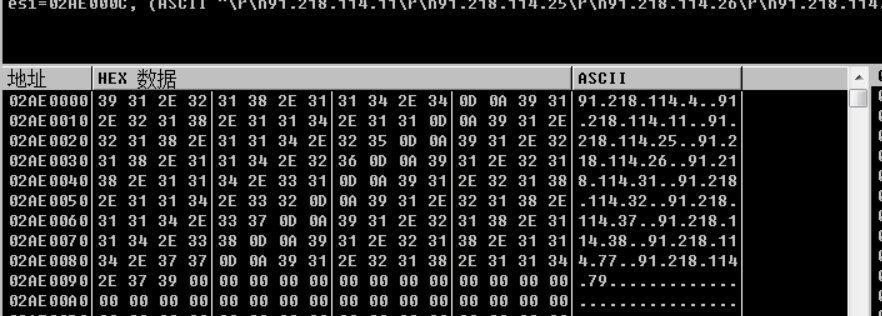 esi=02AE000C, (ASCII "\r\n91.218.114.11\r\n91.218.114.25\r\n91.218.114.26\r\n91.218.114.
地址 HEX 数据 ASCII
02AE0000 39 31 2E 32 31 38 2E 31 31 34 2E 34 0D 0A 39 31 91.218.114.4..91
02AE0010 2E 32 31 38 2E 31 31 34 2E 31 31 0D 0A 39 31 2E .218.114.11..91.
02AE0020 32 31 38 2E 31 31 34 2E 32 35 0D 0A 39 31 2E 32 218.114.25..91.2
02AE0030 31 38 2E 31 31 34 2E 32 36 0D 0A 39 31 2E 32 31 18.114.26..91.21
02AE0040 38 2E 31 31 34 2E 33 31 0D 0A 39 31 2E 32 31 38 8.114.31..91.218
02AE0050 2E 31 31 34 2E 33 32 0D 0A 39 31 2E 32 31 38 2E .114.32..91.218.
02AE0060 31 31 34 2E 33 37 0D 0A 39 31 2E 32 31 38 2E 31 114.37..91.218.1
02AE0070 31 34 2E 33 38 0D 0A 39 31 2E 32 31 38 2E 31 31 14.38..91.218.11
02AE0080 34 2E 37 37 0D 0A 39 31 2E 32 31 38 2E 31 31 34 4.77..91.218.114
02AE0090 2E 37 39 00 00 00 00 00 00 00 00 00 00 00 00 00 .79.............
02AE00A0 00 00 00 00 00 00 00 00 00 00 00 00 00 00 00 00 ................